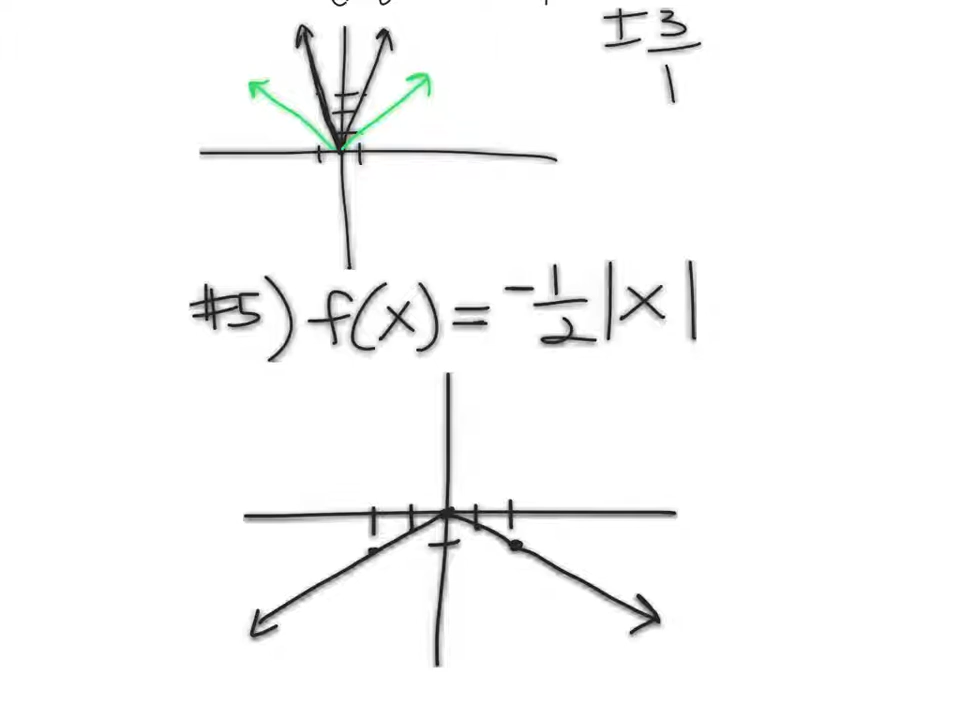 ± 3/1
#5) f(x) = -1/2 |x|